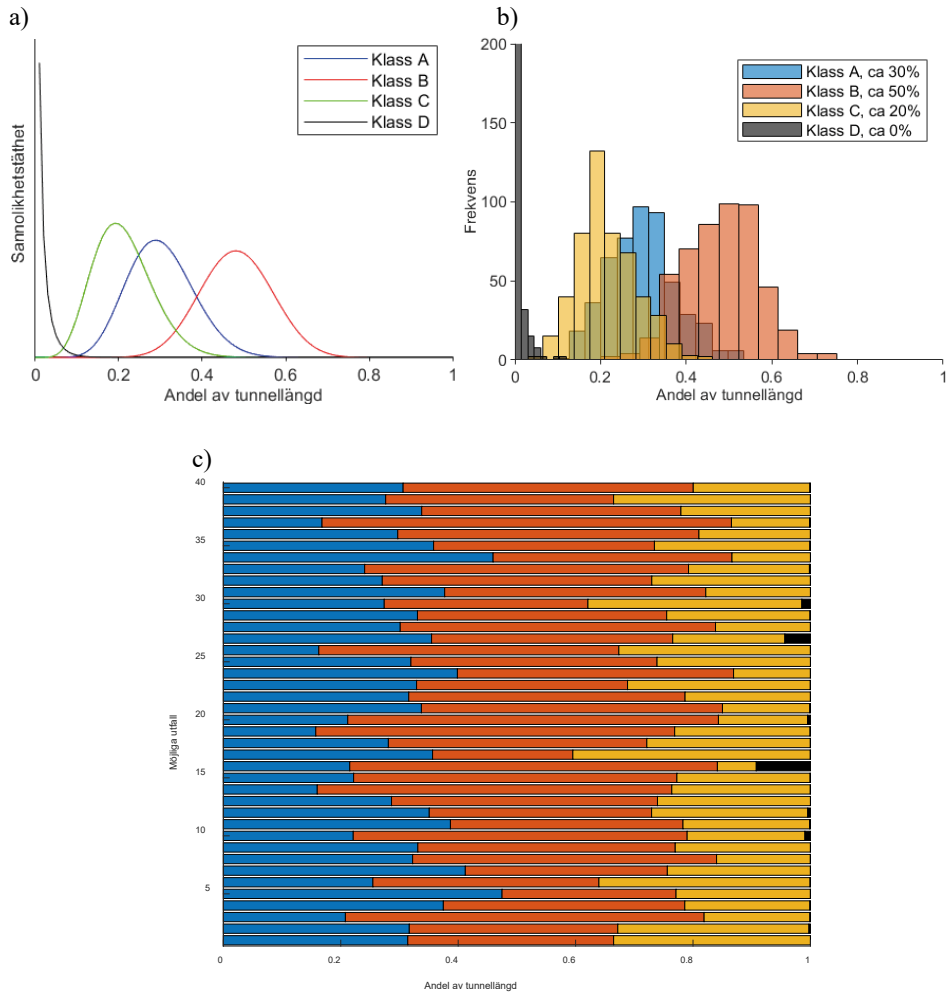 a)
Sannolikhetstäthet
Klass A
Klass B
Klass C
Klass D
0
0.2
0.4
0.6
0.8
1
Andel av tunnellängd
b)
Frekvens
200
150
100
50
0
Klass A, ca 30%
Klass B, ca 50%
Klass C, ca 20%
Klass D, ca 0%
0
0.2
0.4
0.6
0.8
1
Andel av tunnellängd
c)
Möjliga utfall
40
35
30
25
20
15
10
5
0
0.2
0.4
0.6
0.8
1
Andel av tunnellängd